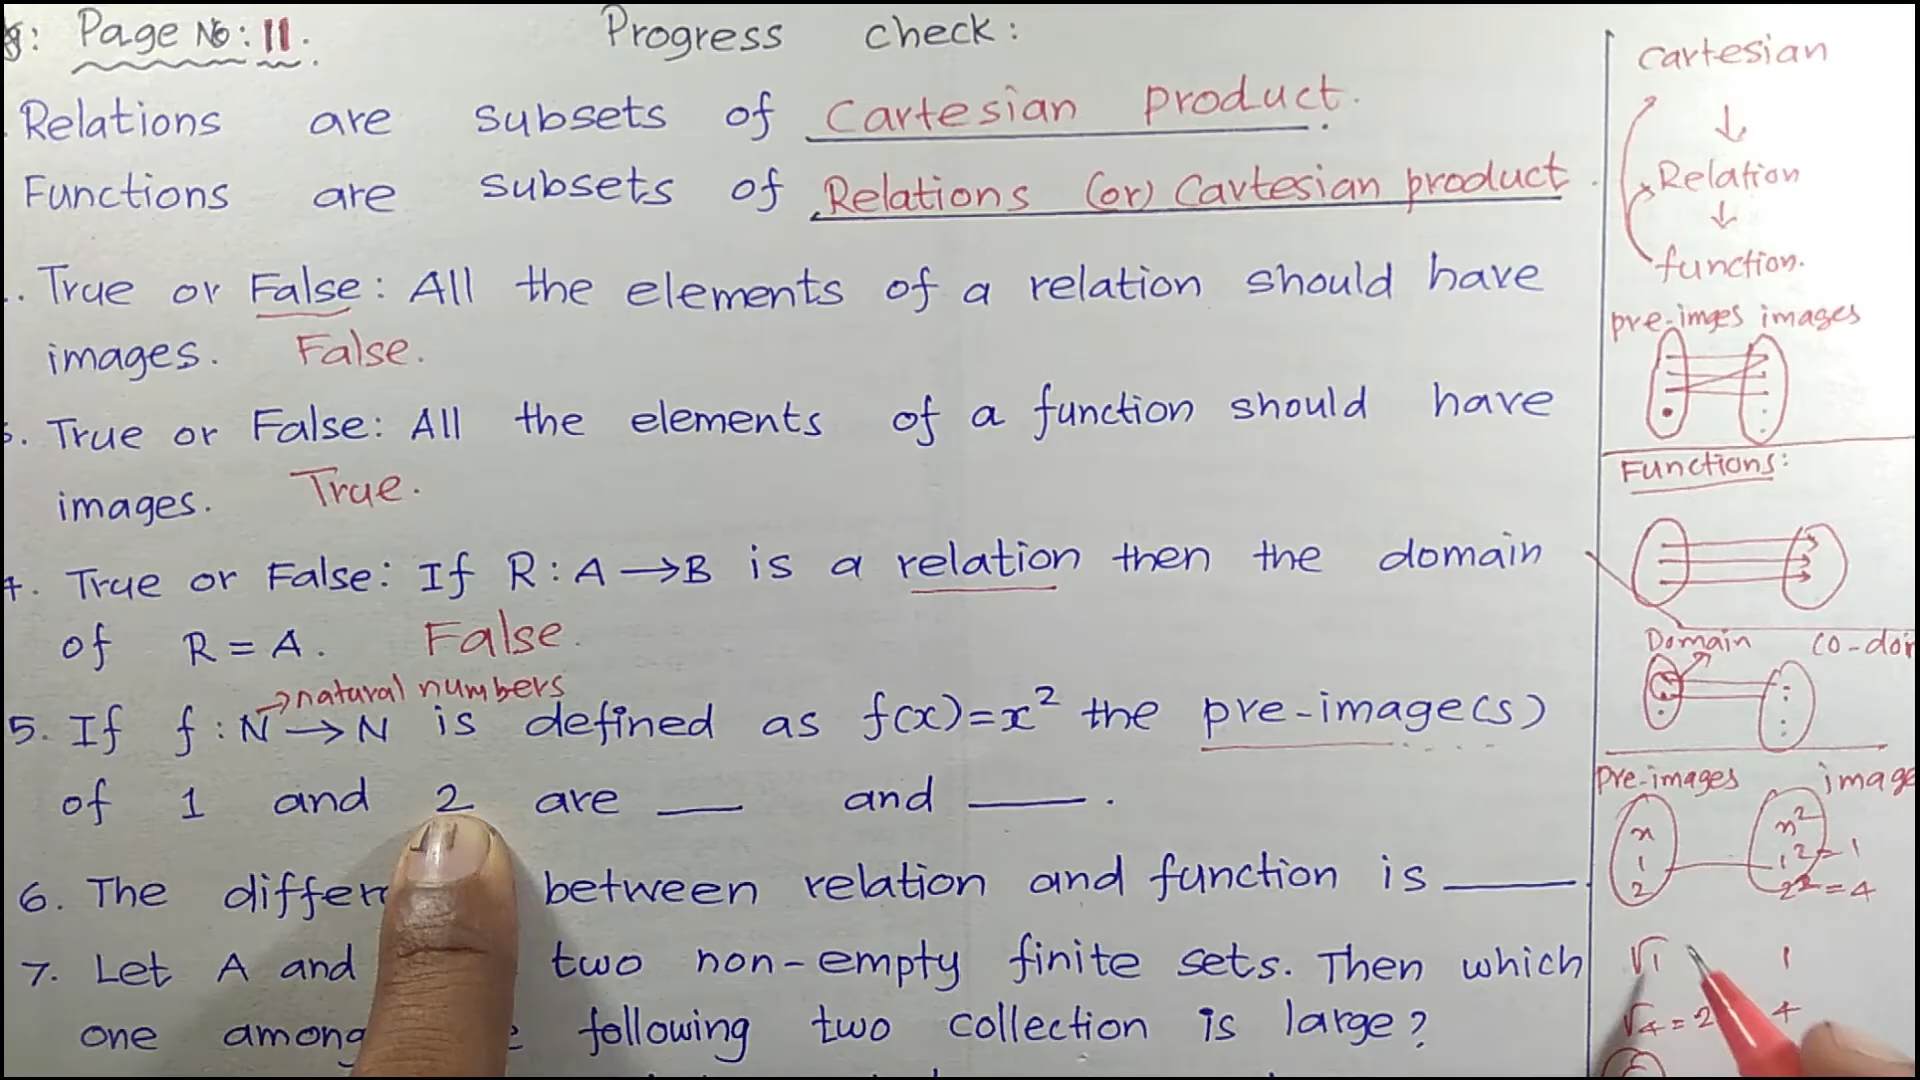 Page No: 11.
Progress check:
Relations are subsets of Cartesian product.
Functions are subsets of Relations (or) Cartesian product.
True or False: All the elements of a relation should have
images. False.
True or False: All the elements of a function should have
images. True.
4. True or False: If R : A → B is a relation then the domain
of R = A. False.
→ natural numbers
5. If f : N → N is defined as f(x) = x² the pre-image(s)
of 1 and 2 are ___ and ___.
6. The between relation and function is ___
7. Let A and two non-empty finite sets. Then which
one following two collection is large?
Cartesian
↓
Relation
↓
function.
pre-imges images
Functions:
Domain co-do
Pre-images image
x x²
1 1² = 1
2 2² = 4
√1 1
√4 = 2 4